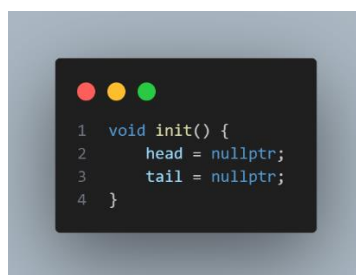 1 void init() {
2     head = nullptr;
3     tail = nullptr;
4 }